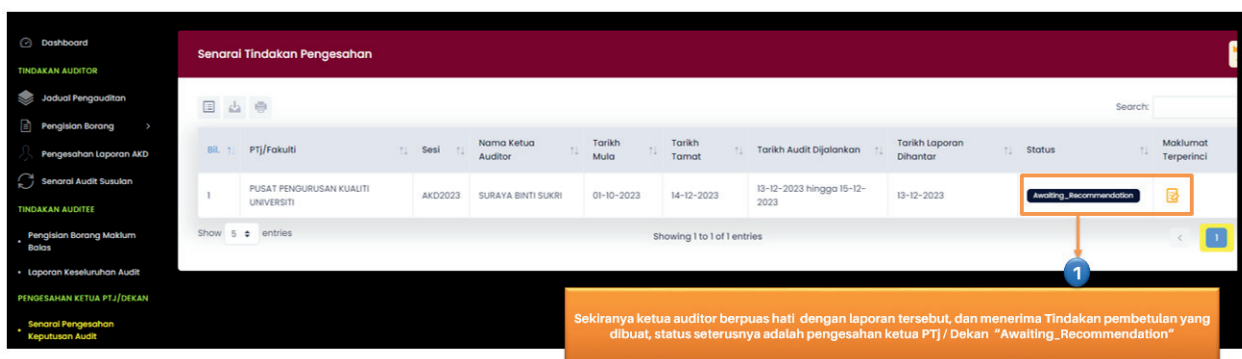 Dashboard
TINDAKAN AUDITOR
Jadual Pengauditan
Pengisian Borang >
Pengesahan Laporan AKD
Senarai Audit Susulan
TINDAKAN AUDITEE
Pengisian Borang Maklum
Balas
Laporan Keseluruhan Audit
PENGESAHAN KETUA PTJ/DEKAN
Senarai Pengesahan
Keputusan Audit
Senarai Tindakan Pengesahan
Search:
Bil. PTj/Fakulti Sesi Nama Ketua Auditor Tarikh Mula Tarikh Tamat Tarikh Audit Dijalankan Tarikh Laporan Dihantar Status Maklumat Terperinci
1 PUSAT PENGURUSAN KUALITI UNIVERSITI AKD2023 SURAYA BINTI SUKRI 01-10-2023 14-12-2023 13-12-2023 hingga 15-12-2023 13-12-2023 Awaiting_Recommendation
Show 5 entries Showing 1 to 1 of 1 entries < 1
1
Sekiranya ketua auditor berpuas hati dengan laporan tersebut, dan menerima Tindakan pembetulan yang
dibuat, status seterusnya adalah pengesahan ketua PTj / Dekan "Awaiting_Recommendation"